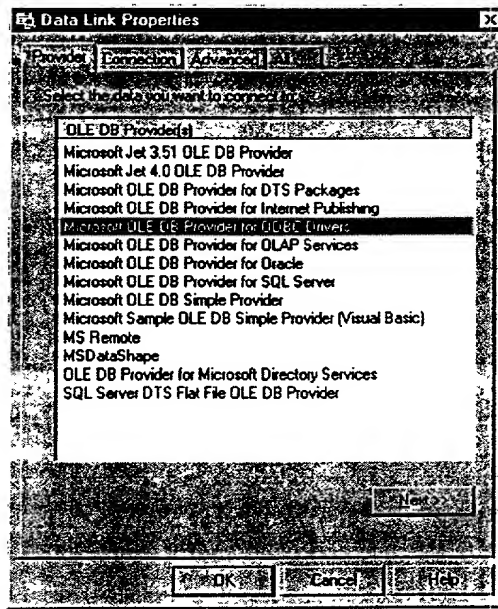 Data Link Properties
Provider Connection Advanced All
Select the data you want to connect to:
OLE DB Provider(s)
Microsoft Jet 3.51 OLE DB Provider
Microsoft Jet 4.0 OLE DB Provider
Microsoft OLE DB Provider for DTS Packages
Microsoft OLE DB Provider for Internet Publishing
Microsoft OLE DB Provider for ODBC Drivers
Microsoft OLE DB Provider for OLAP Services
Microsoft OLE DB Provider for Oracle
Microsoft OLE DB Provider for SQL Server
Microsoft OLE DB Simple Provider
Microsoft Sample OLE DB Simple Provider (Visual Basic)
MS Remote
MSDataShape
OLE DB Provider for Microsoft Directory Services
SQL Server DTS Flat File OLE DB Provider
Next >>
OK Cancel Help